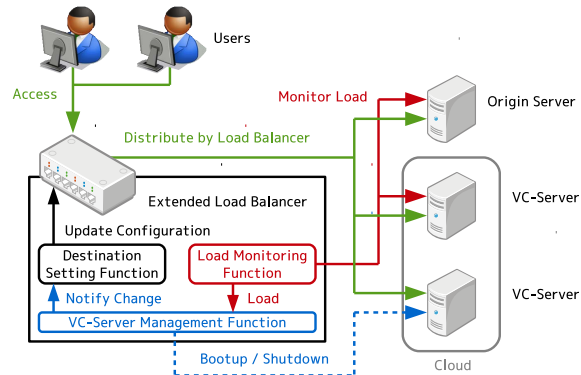 Users
Access
Monitor Load
Origin Server
Distribute by Load Balancer
Extended Load Balancer
VC-Server
Update Configuration
Destination
Setting Function
Load Monitoring
Function
Notify Change
Load
VC-Server
VC-Server Management Function
Bootup / Shutdown
Cloud